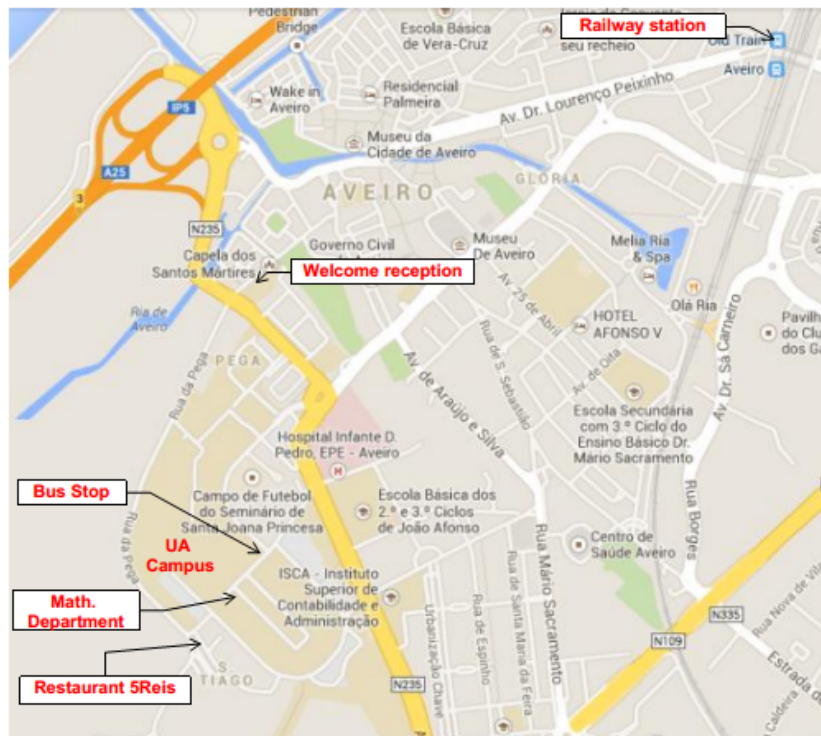 Pedestrian
Bridge
Escola Básica
de Vera-Cruz
Railway station
seu recheio
Old Train
Aveiro
Wake in
Aveiro
Residencial
Palmeira
Av. Dr. Lourenço Peixinho
IP5
Museu da
Cidade de Aveiro
A25
3
AVEIRO
GLÓRIA
N235
Capela dos
Santos Mártires
Governo Civil
Museu
De Aveiro
Melia Ria
& Spa
Welcome reception
Av. 25 de Abril
Olá Ria
Ria de
Aveiro
HOTEL
AFONSO V
Pavilh
do Clu
dos Ga
Rua de S. Sebastião
Av. Dr. Sá Carneiro
PEGA
Rua da Pega
Av. de Araújo e Silva
Av. de Oita
Escola Secundária
com 3.º Ciclo do
Ensino Básico Dr.
Mário Sacramento
Hospital Infante D.
Pedro, EPE - Aveiro
H
Bus Stop
Campo de Futebol
do Seminário de
Santa Joana Princesa
Escola Básica dos
2.º e 3.º Ciclos
de João Afonso
Rua da Pega
UA
Campus
Rua Mário Sacramento
Centro de
Saúde Aveiro
Rua Borges
ISCA - Instituto
Superior de
Contabilidade e
Administração
Math.
Department
Urbanização Chave
Rua de Espinho
Rua de Santa Maria da Feira
N335
Rua Nova de Vila
N109
S
TIAGO
Restaurant 5Reis
N235
Estrada d
Caldeira